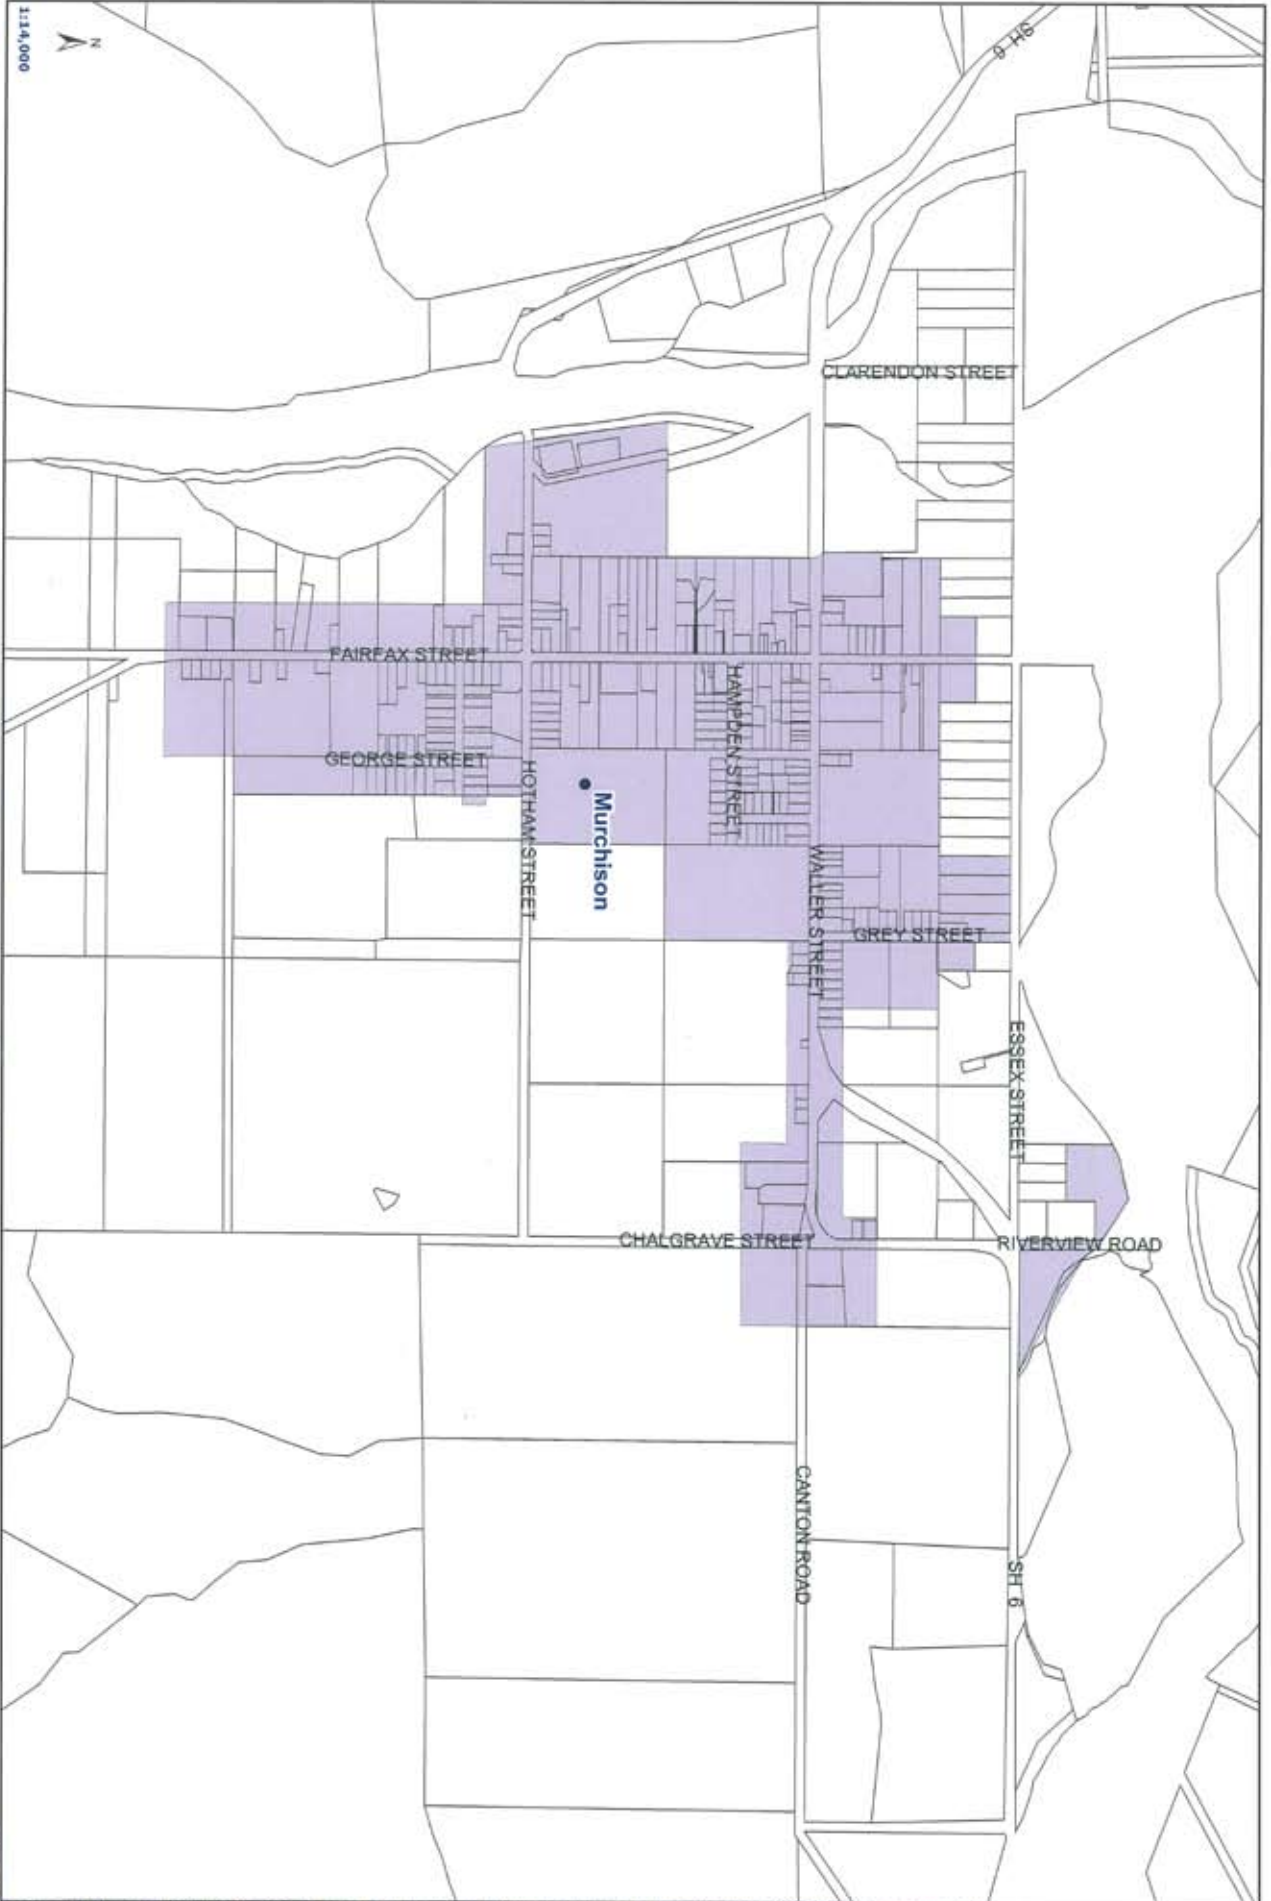 1:14,000
N
SH 6
CLARENDON STREET
FAIRFAX STREET
HAMPDEN STREET
GEORGE STREET
HOTHAM STREET
Murchison
WALLER STREET
GREY STREET
ESSEX STREET
CHALGRAVE STREET
RIVERVIEW ROAD
CANTON ROAD
SH 6